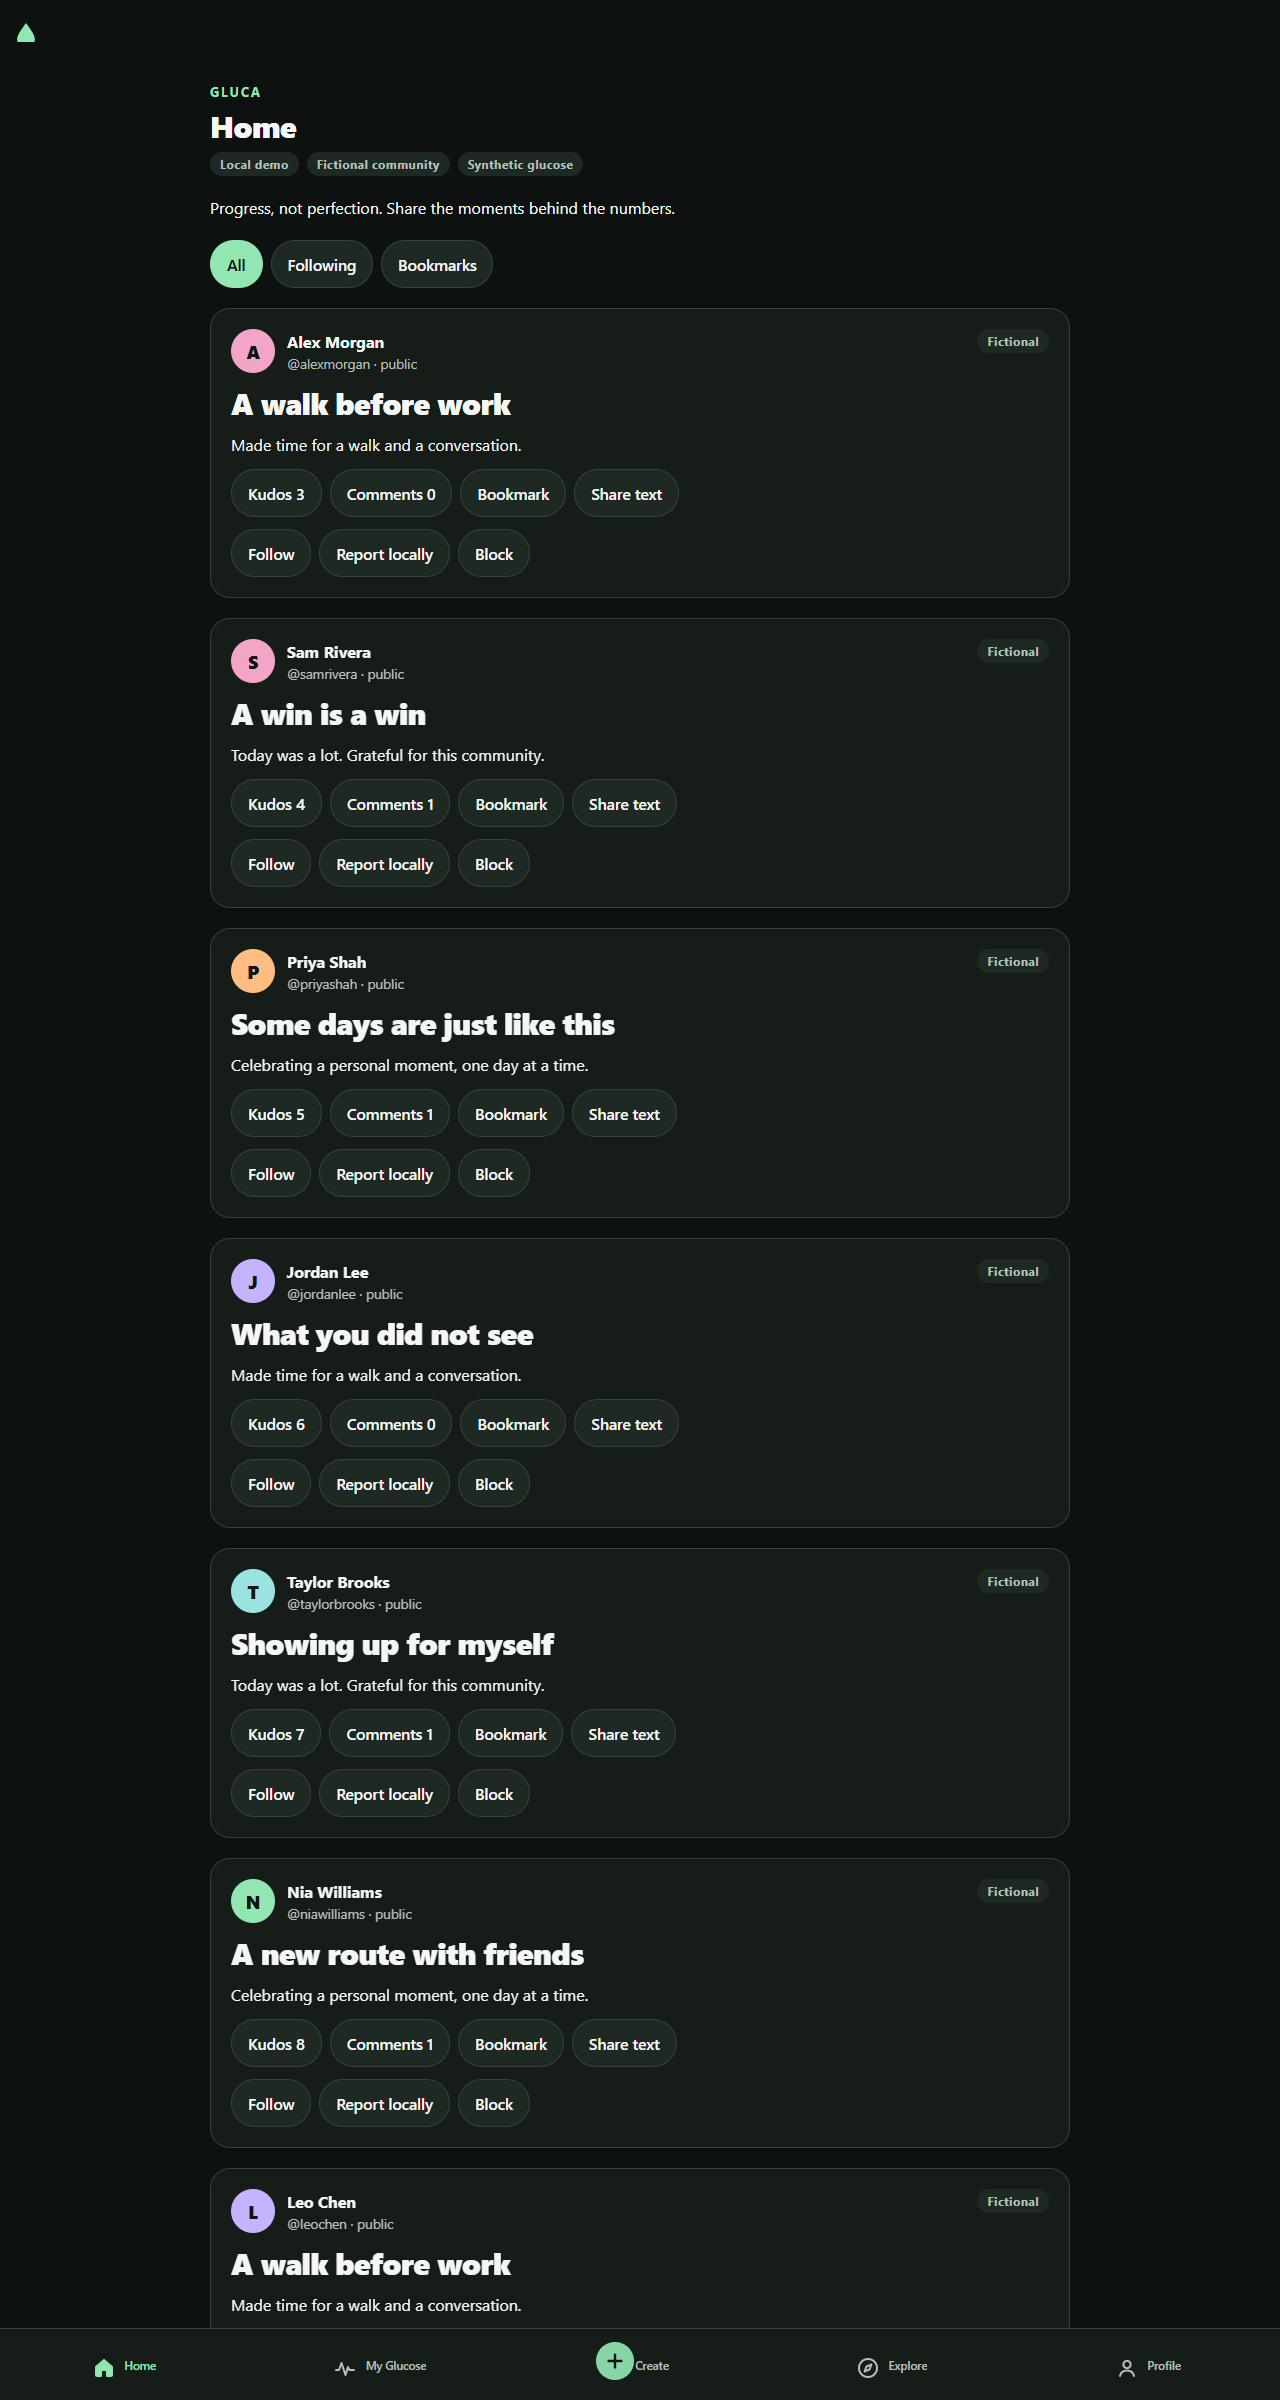 GLUCA
Home
Local demo Fictional community Synthetic glucose
Progress, not perfection. Share the moments behind the numbers.
All Following Bookmarks
A Alex Morgan Fictional
@alexmorgan · public
A walk before work
Made time for a walk and a conversation.
Kudos 3 Comments 0 Bookmark Share text
Follow Report locally Block
S Sam Rivera Fictional
@samrivera · public
A win is a win
Today was a lot. Grateful for this community.
Kudos 4 Comments 1 Bookmark Share text
Follow Report locally Block
P Priya Shah Fictional
@priyashah · public
Some days are just like this
Celebrating a personal moment, one day at a time.
Kudos 5 Comments 1 Bookmark Share text
Follow Report locally Block
J Jordan Lee Fictional
@jordanlee · public
What you did not see
Made time for a walk and a conversation.
Kudos 6 Comments 0 Bookmark Share text
Follow Report locally Block
T Taylor Brooks Fictional
@taylorbrooks · public
Showing up for myself
Today was a lot. Grateful for this community.
Kudos 7 Comments 1 Bookmark Share text
Follow Report locally Block
N Nia Williams Fictional
@niawilliams · public
A new route with friends
Celebrating a personal moment, one day at a time.
Kudos 8 Comments 1 Bookmark Share text
Follow Report locally Block
L Leo Chen Fictional
@leochen · public
A walk before work
Made time for a walk and a conversation.
Home My Glucose Create Explore Profile